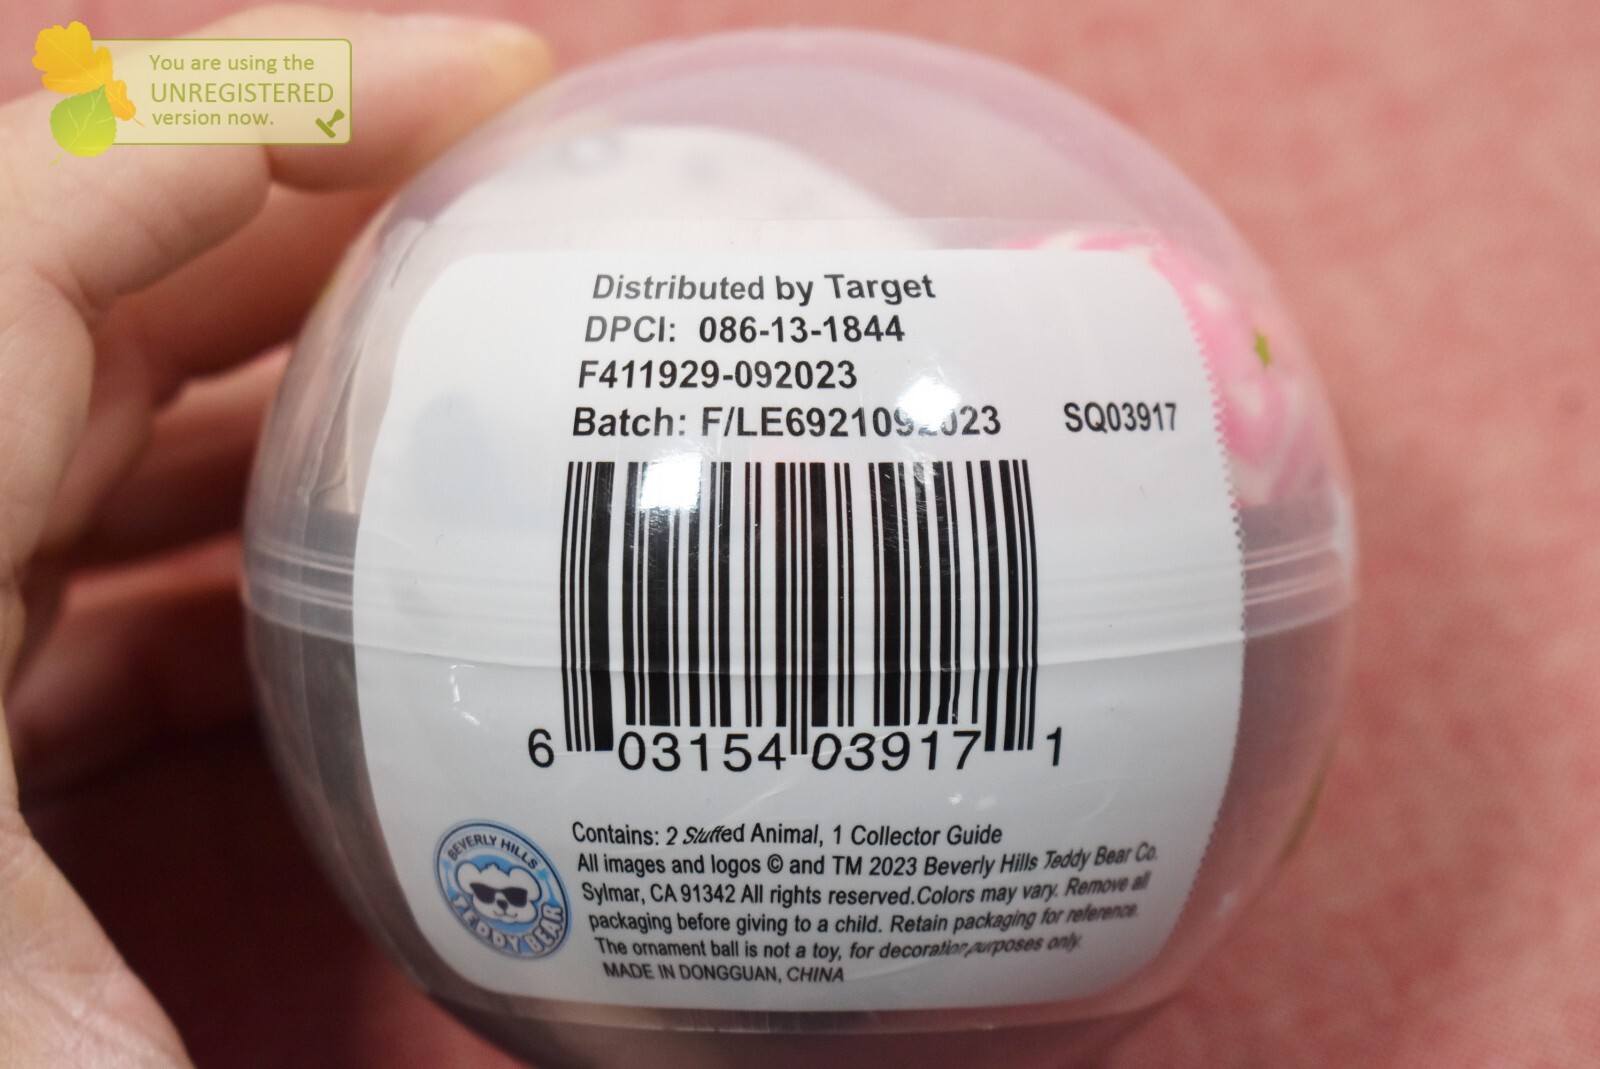 You are using the
UNREGISTERED
version now.
Distributed by Target
DPCI: 086-13-1844
F411929-092023
Batch: F/LE6921092023 SQ03917
6 03154 03917 1
BEVERLY HILLS
TEDDY BEAR
Contains: 2 Stuffed Animal, 1 Collector Guide
All images and logos © and TM 2023 Beverly Hills Teddy Bear Co.
Sylmar, CA 91342 All rights reserved.Colors may vary. Remove all
packaging before giving to a child. Retain packaging for reference.
The ornament ball is not a toy, for decoration purposes only.
MADE IN DONGGUAN, CHINA